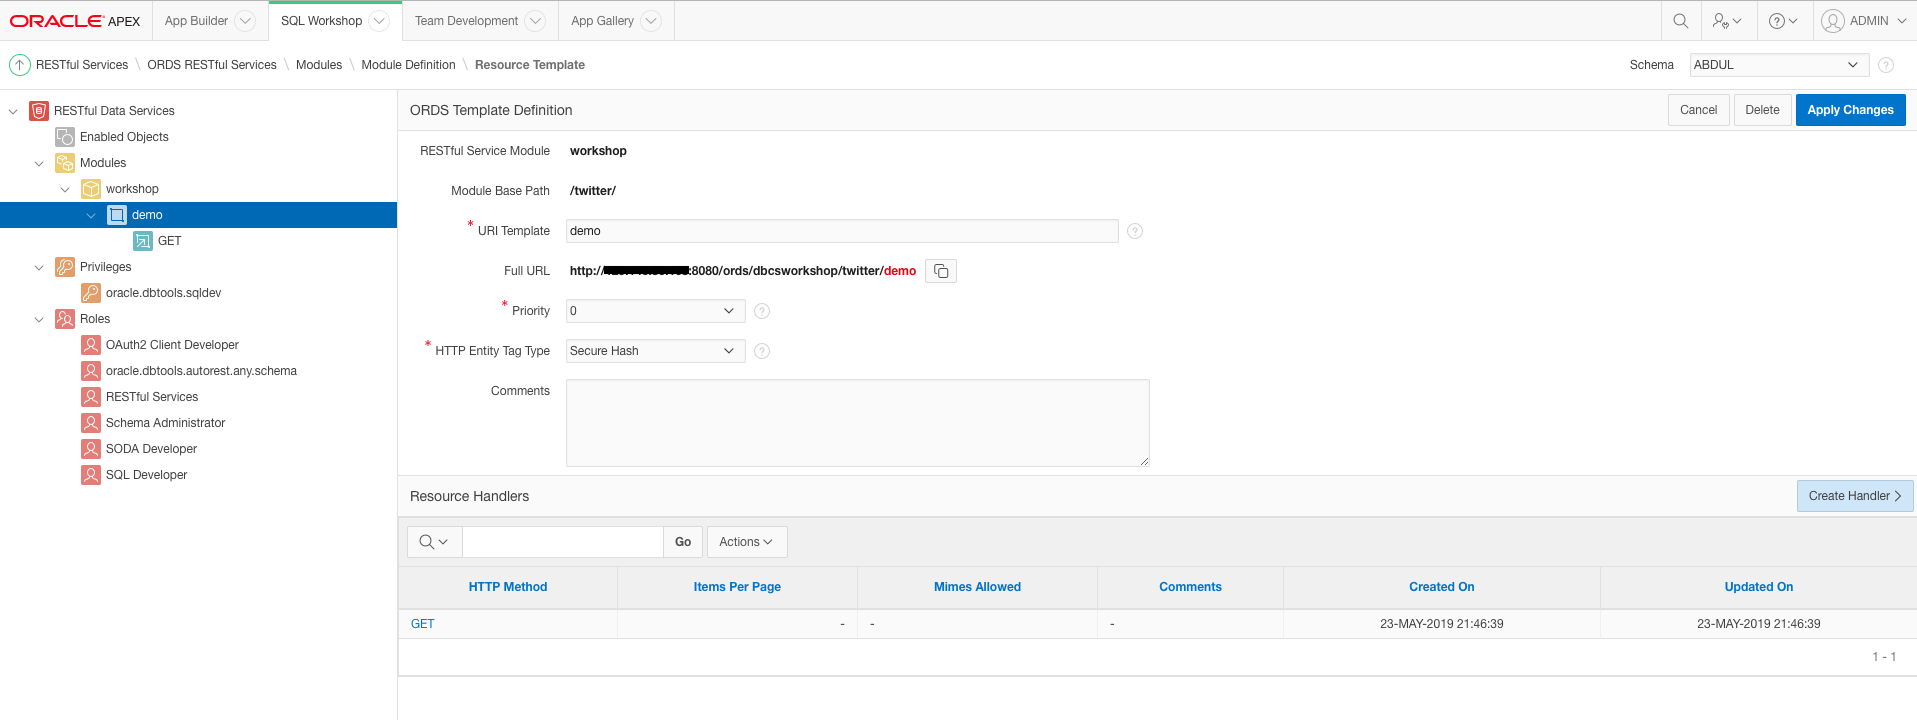 ORACLE APEX App Builder SQL Workshop Team Development App Gallery ADMIN
RESTful Services \ ORDS RESTful Services \ Modules \ Module Definition \ Resource Template Schema ABDUL
RESTful Data Services
Enabled Objects
Modules
workshop
demo
GET
Privileges
oracle.dbtools.sqldev
Roles
OAuth2 Client Developer
oracle.dbtools.autorest.any.schema
RESTful Services
Schema Administrator
SODA Developer
SQL Developer
ORDS Template Definition Cancel Delete Apply Changes
RESTful Service Module workshop
Module Base Path /twitter/
* URI Template demo
Full URL http:// :8080/ords/dbcsworkshop/twitter/demo
* Priority 0
* HTTP Entity Tag Type Secure Hash
Comments
Resource Handlers Create Handler
Go Actions
HTTP Method Items Per Page Mimes Allowed Comments Created On Updated On
GET - - - 23-MAY-2019 21:46:39 23-MAY-2019 21:46:39
1 - 1